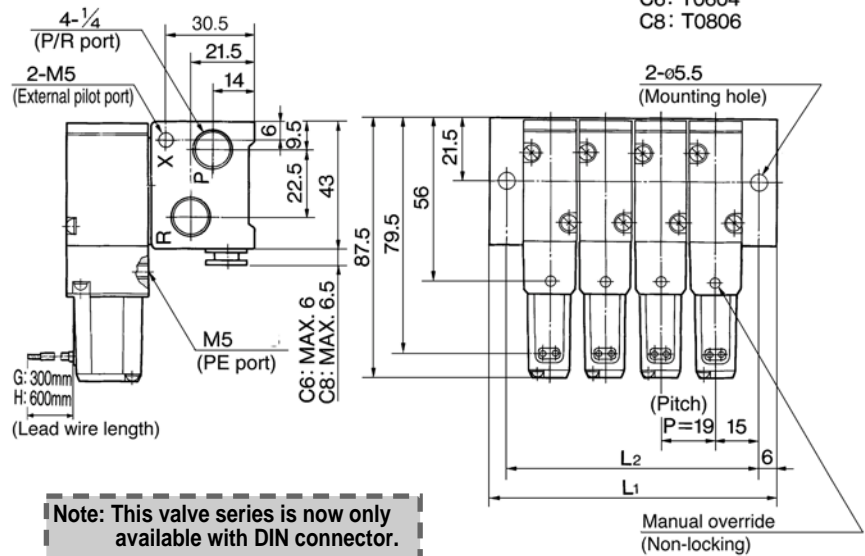 C6: T0604
C8: T0806
4-¼
(P/R port)
30.5
21.5
14
2-M5
(External pilot port)
2-ø5.5
(Mounting hole)
X
P
R
6
9.5
22.5
43
87.5
79.5
56
21.5
C6: MAX. 6
C8: MAX. 6.5
M5
(PE port)
G: 300mm
H: 600mm
(Lead wire length)
(Pitch)
P=19
15
L2
6
L1
Manual override
(Non-locking)
Note: This valve series is now only
available with DIN connector.